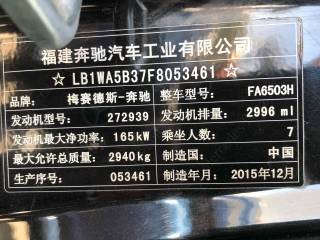 福建奔驰汽车工业有限公司
☆ LB1WA5B37F8053461 ☆
品牌: 梅赛德斯-奔驰 整车型号: FA6503H
发动机型号: 272939 发动机排量: 2996 ml
发动机最大净功率: 165kW 乘坐人数: 7
最大允许总质量: 2940kg 制造国: 中国
生产序号: 053461 制造年月: 2015年12月